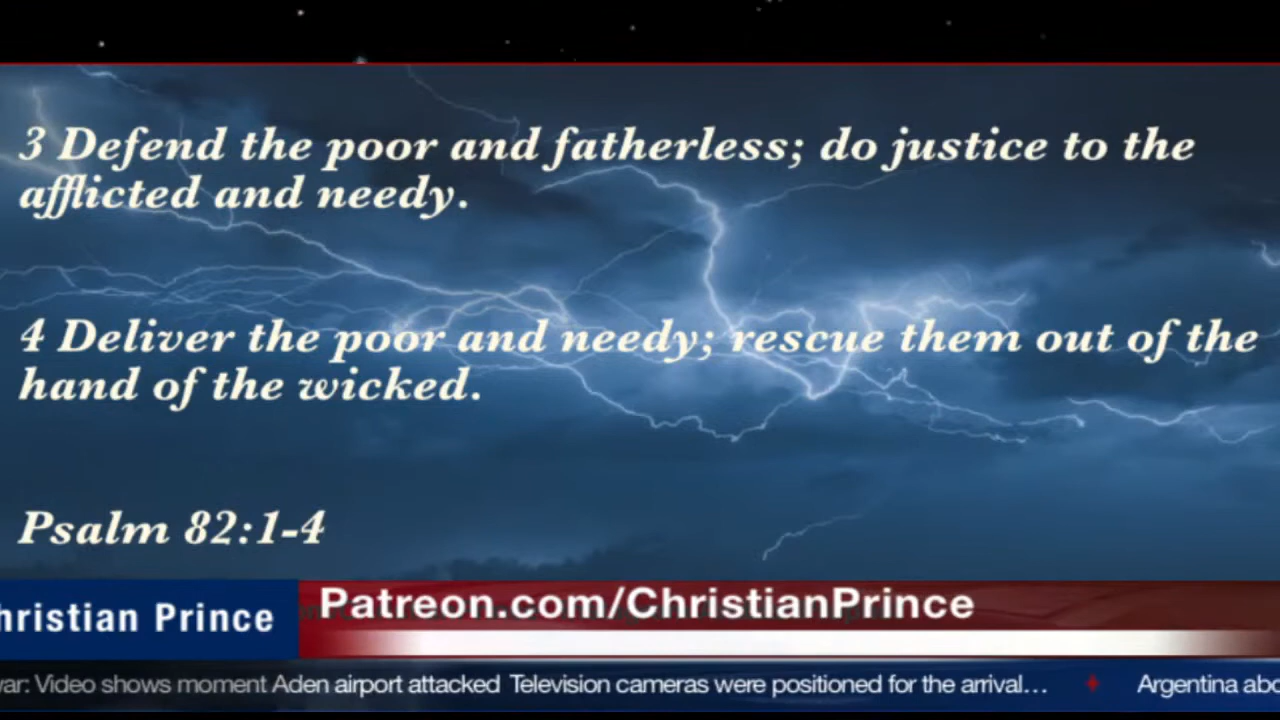 3 Defend the poor and fatherless; do justice to the
afflicted and needy.
4 Deliver the poor and needy; rescue them out of the
hand of the wicked.
Psalm 82:1-4
hristian Prince
Patreon.com/ChristianPrince
ar: Video shows moment Aden airport attacked Television cameras were positioned for the arrival… Argentina abo